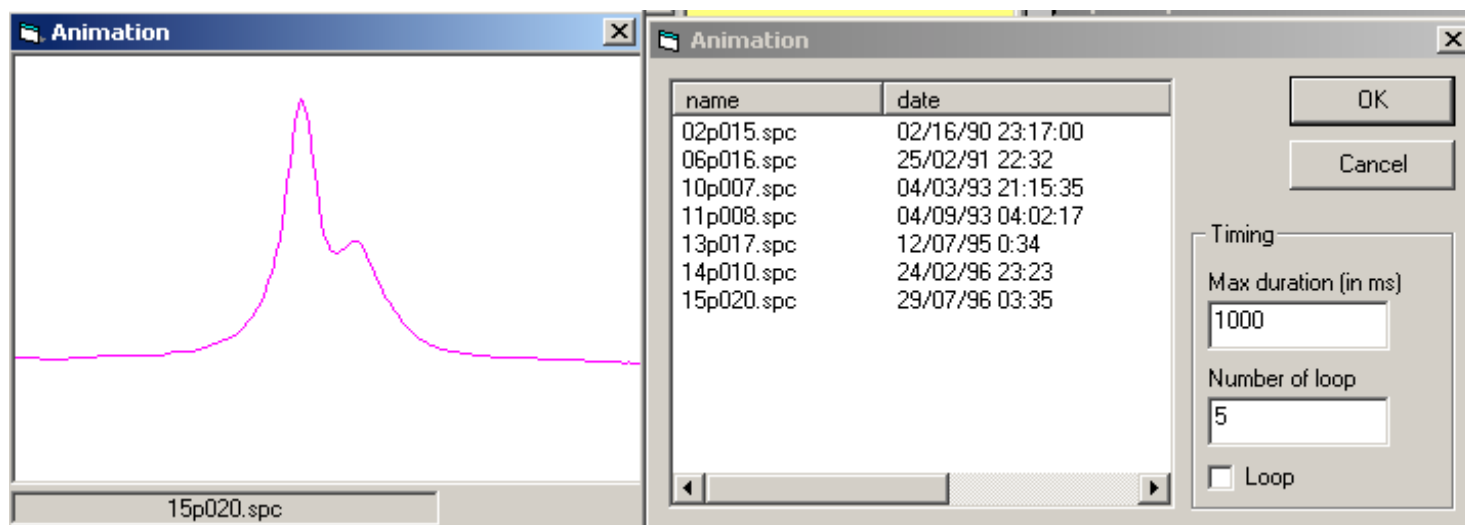 Animation
15p020.spc
Animation
name date
02p015.spc 02/16/90 23:17:00
06p016.spc 25/02/91 22:32
10p007.spc 04/03/93 21:15:35
11p008.spc 04/09/93 04:02:17
13p017.spc 12/07/95 0:34
14p010.spc 24/02/96 23:23
15p020.spc 29/07/96 03:35
OK
Cancel
Timing
Max duration (in ms)
1000
Number of loop
5
Loop